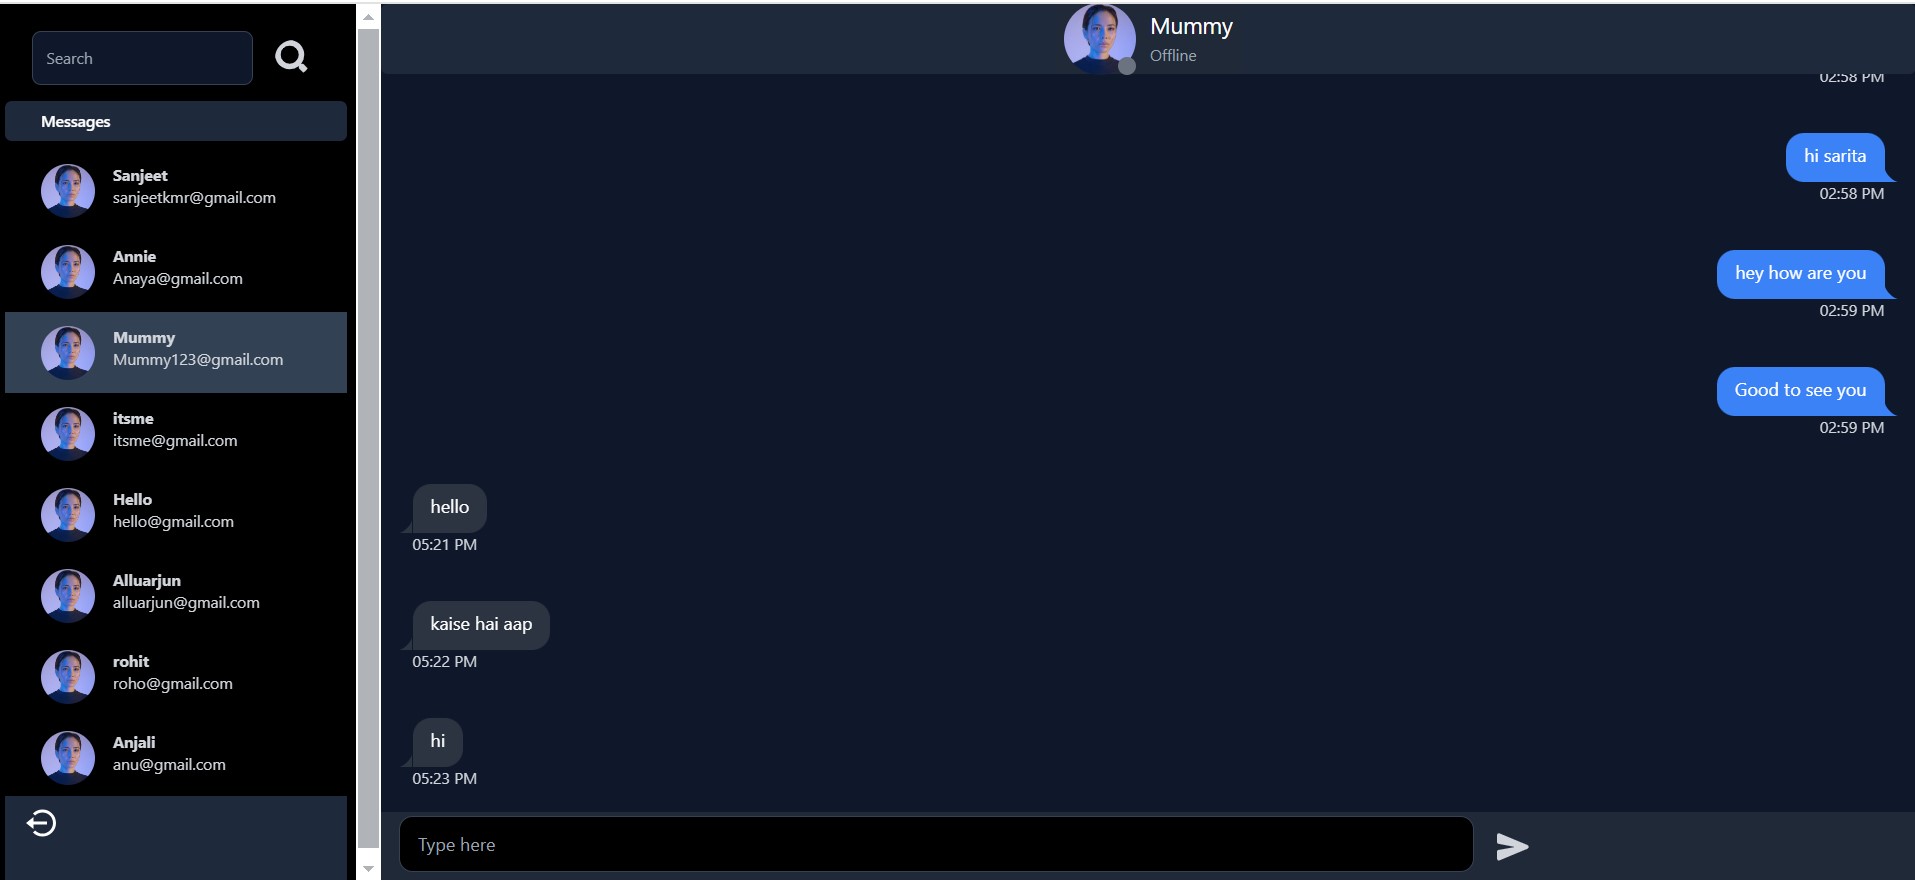 Search
Messages
Sanjeet
sanjeetkmr@gmail.com
Annie
Anaya@gmail.com
Mummy
Mummy123@gmail.com
itsme
itsme@gmail.com
Hello
hello@gmail.com
Alluarjun
alluarjun@gmail.com
rohit
roho@gmail.com
Anjali
anu@gmail.com
Mummy
Offline
02:58 PM
hi sarita
02:58 PM
hey how are you
02:59 PM
Good to see you
02:59 PM
hello
05:21 PM
kaise hai aap
05:22 PM
hi
05:23 PM
Type here